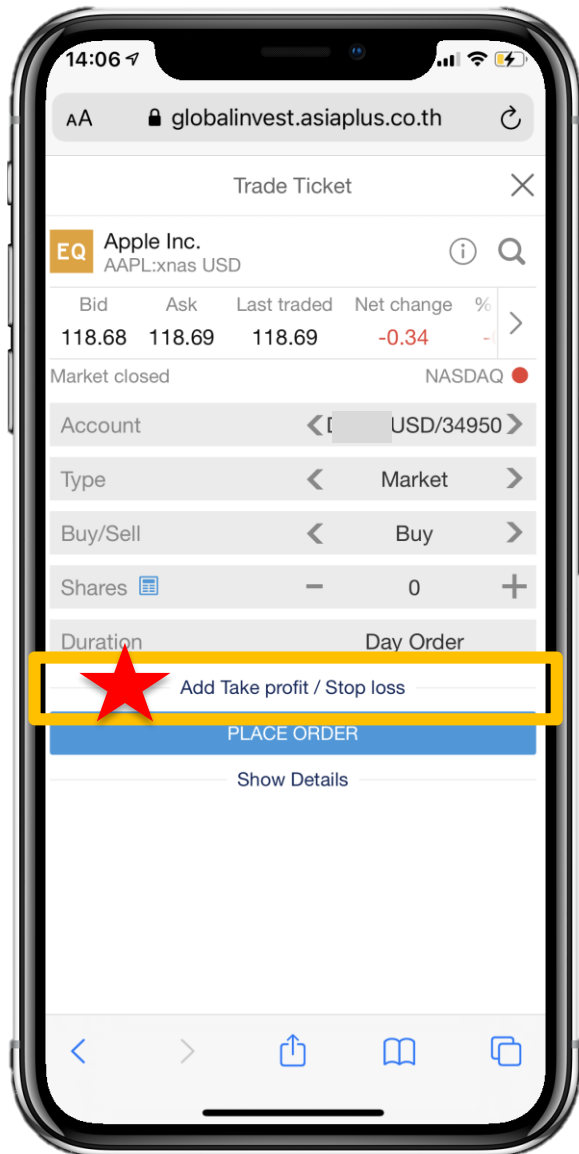 14:06
AA globalinvest.asiaplus.co.th
Trade Ticket
EQ Apple Inc.
AAPL:xnas USD
Bid Ask Last traded Net change %
118.68 118.69 118.69 -0.34 -
Market closed NASDAQ
Account USD/34950
Type Market
Buy/Sell Buy
Shares 0
Duration Day Order
Add Take profit / Stop loss
PLACE ORDER
Show Details